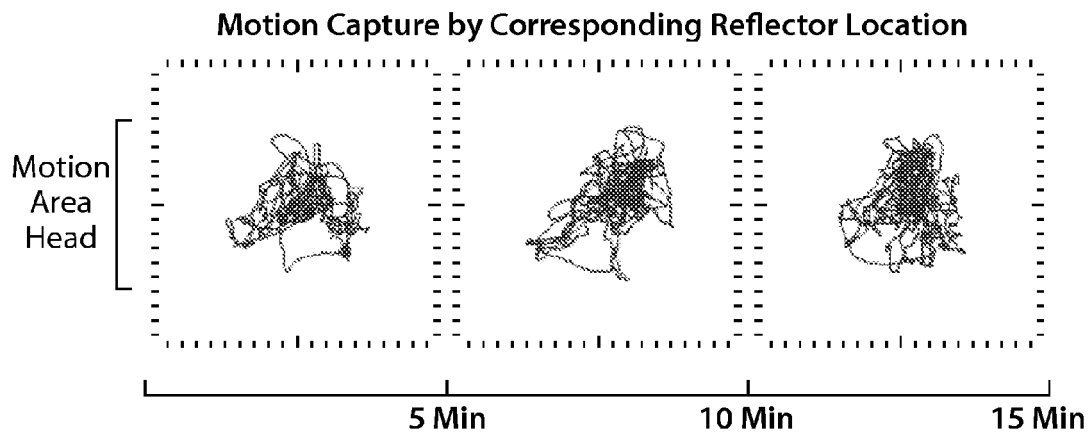 Motion Capture by Corresponding Reflector Location
Motion
Area
Head
5 Min
10 Min
15 Min